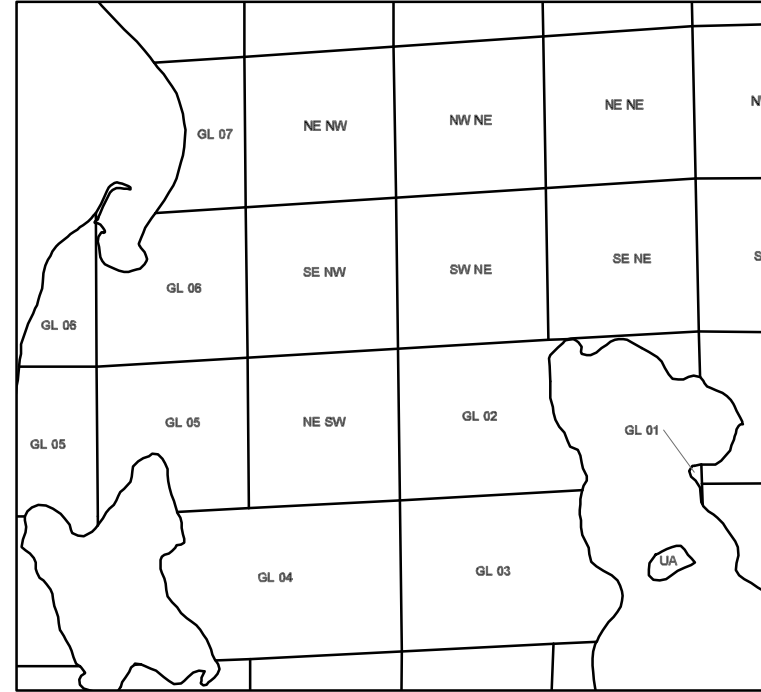 GL 07
NE NW
NW NE
NE NE
GL 06
SE NW
SW NE
SE NE
GL 06
GL 05
GL 05
NE SW
GL 02
GL 01
GL 04
GL 03
UA